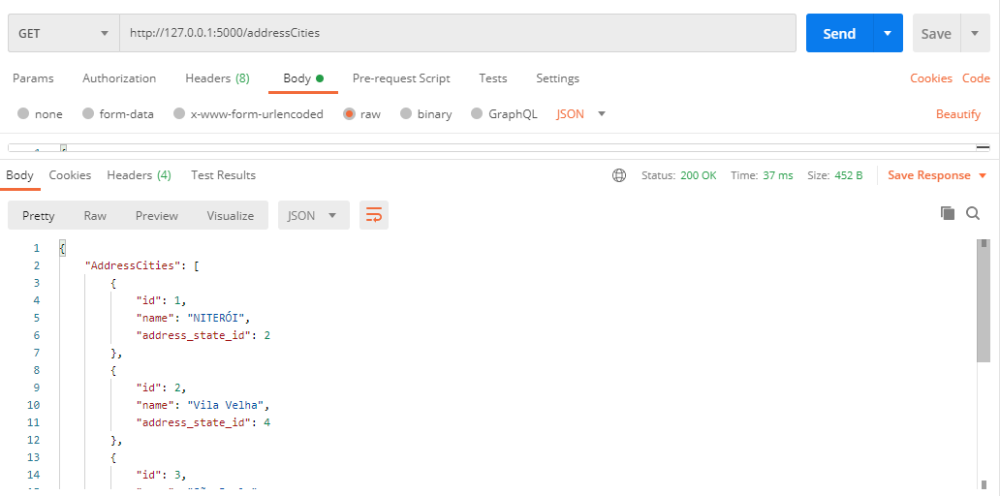 GET http://127.0.0.1:5000/addressCities Send Save
Params Authorization Headers (8) Body Pre-request Script Tests Settings Cookies Code
none form-data x-www-form-urlencoded raw binary GraphQL JSON Beautify
Body Cookies Headers (4) Test Results Status: 200 OK Time: 37 ms Size: 452 B Save Response
Pretty Raw Preview Visualize JSON
1 {
2 "AddressCities": [
3 {
4 "id": 1,
5 "name": "NITERÓI",
6 "address_state_id": 2
7 },
8 {
9 "id": 2,
10 "name": "Vila Velha",
11 "address_state_id": 4
12 },
13 {
14 "id": 3,